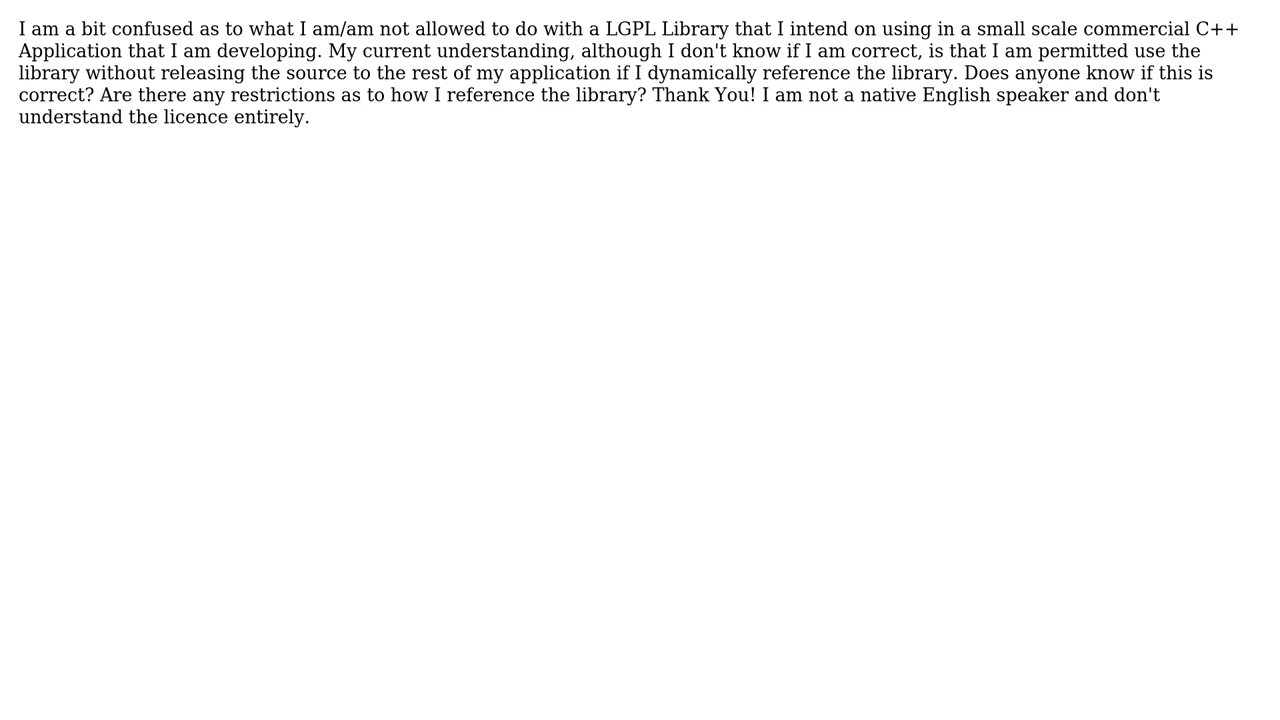 I am a bit confused as to what I am/am not allowed to do with a LGPL Library that I intend on using in a small scale commercial C++
Application that I am developing. My current understanding, although I don't know if I am correct, is that I am permitted use the
library without releasing the source to the rest of my application if I dynamically reference the library. Does anyone know if this is
correct? Are there any restrictions as to how I reference the library? Thank You! I am not a native English speaker and don't
understand the licence entirely.